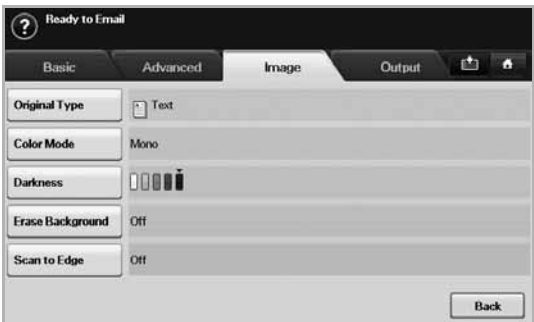 ? Ready to Email
Basic Advanced Image Output
Original Type Text
Color Mode Mono
Darkness
Erase Background Off
Scan to Edge Off
Back